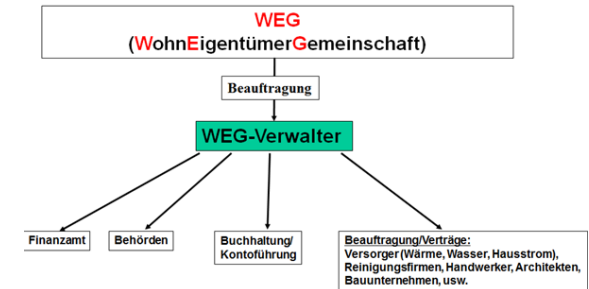 WEG
(WohnEigentümerGemeinschaft)
Beauftragung
WEG-Verwalter
Finanzamt
Behörden
Buchhaltung/
Kontoführung
Beauftragung/Verträge:
Versorger (Wärme, Wasser, Hausstrom),
Reinigungsfirmen, Handwerker, Architekten,
Bauunternehmen, usw.